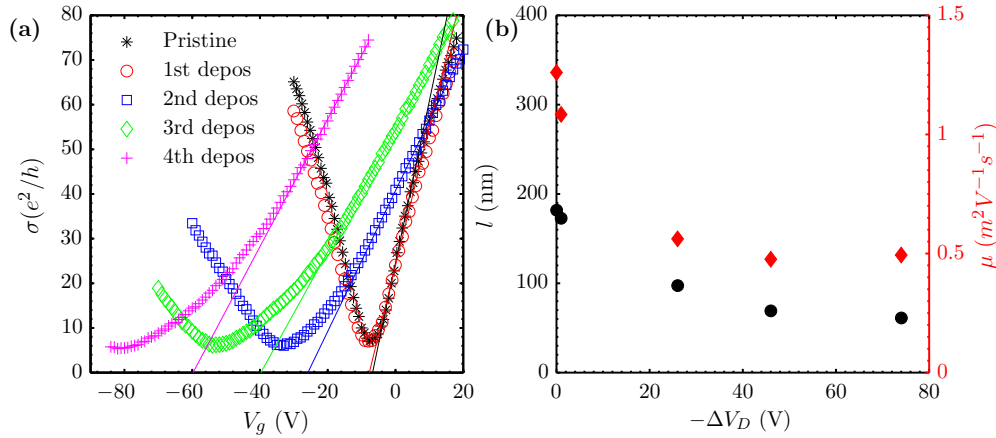 (a)
σ(e²/h)
80
70
60
50
40
30
20
10
0
Pristine
1st depos
2nd depos
3rd depos
4th depos
−80 −60 −40 −20 0 20
V_g (V)
(b)
l (nm)
400
300
200
100
0
0 20 40 60 80
−ΔV_D (V)
1.5
1
0.5
0
μ (m²V⁻¹s⁻¹)